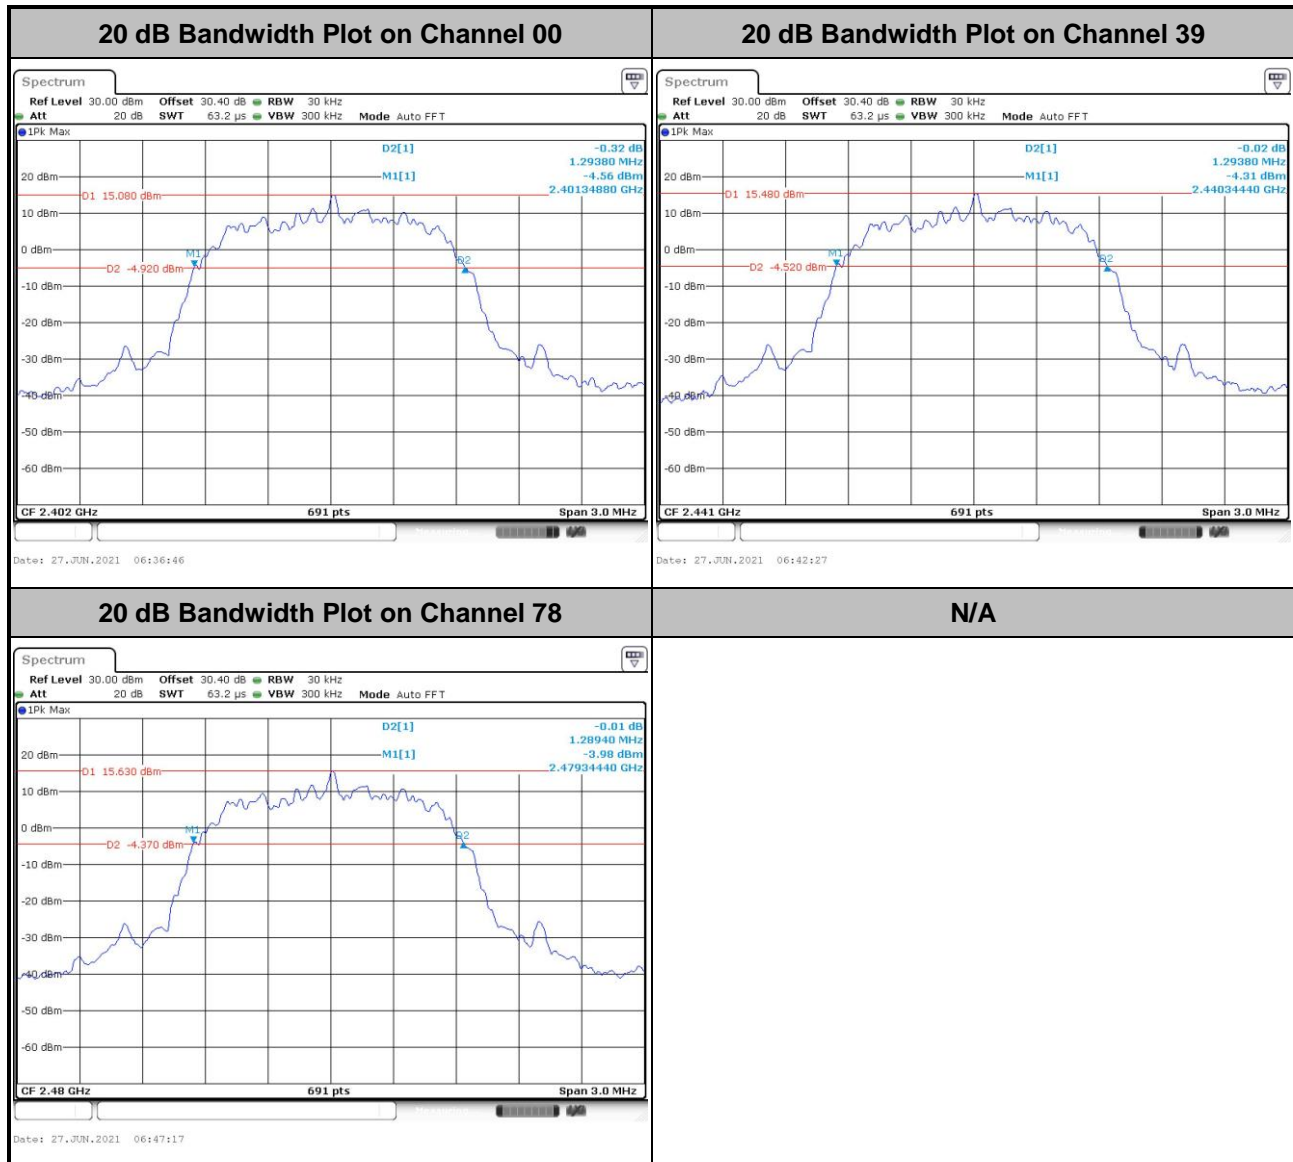 20 dB Bandwidth Plot on Channel 00
20 dB Bandwidth Plot on Channel 39
Spectrum
Ref Level 30.00 dBm Offset 30.40 dB RBW 30 kHz
Att 20 dB SWT 63.2 µs VBW 300 kHz Mode Auto FFT
1Pk Max
D2[1] -0.32 dB
1.29380 MHz
20 dBm M1[1] -4.56 dBm
D1 15.080 dBm 2.40134880 GHz
10 dBm
0 dBm
M1
D2
D2 -4.920 dBm
-10 dBm
-20 dBm
-30 dBm
-40 dBm
-50 dBm
-60 dBm
CF 2.402 GHz 691 pts Span 3.0 MHz
Date: 27.JUN.2021 06:36:46
Spectrum
Ref Level 30.00 dBm Offset 30.40 dB RBW 30 kHz
Att 20 dB SWT 63.2 µs VBW 300 kHz Mode Auto FFT
1Pk Max
D2[1] -0.02 dB
1.29380 MHz
20 dBm M1[1] -4.31 dBm
D1 15.480 dBm 2.44034440 GHz
10 dBm
0 dBm
M1
D2
D2 -4.520 dBm
-10 dBm
-20 dBm
-30 dBm
-40 dBm
-50 dBm
-60 dBm
CF 2.441 GHz 691 pts Span 3.0 MHz
Date: 27.JUN.2021 06:42:27
20 dB Bandwidth Plot on Channel 78
N/A
Spectrum
Ref Level 30.00 dBm Offset 30.40 dB RBW 30 kHz
Att 20 dB SWT 63.2 µs VBW 300 kHz Mode Auto FFT
1Pk Max
D2[1] -0.01 dB
1.28940 MHz
20 dBm M1[1] -3.98 dBm
D1 15.630 dBm 2.47934440 GHz
10 dBm
0 dBm
M1
D2
D2 -4.370 dBm
-10 dBm
-20 dBm
-30 dBm
-40 dBm
-50 dBm
-60 dBm
CF 2.48 GHz 691 pts Span 3.0 MHz
Date: 27.JUN.2021 06:47:17